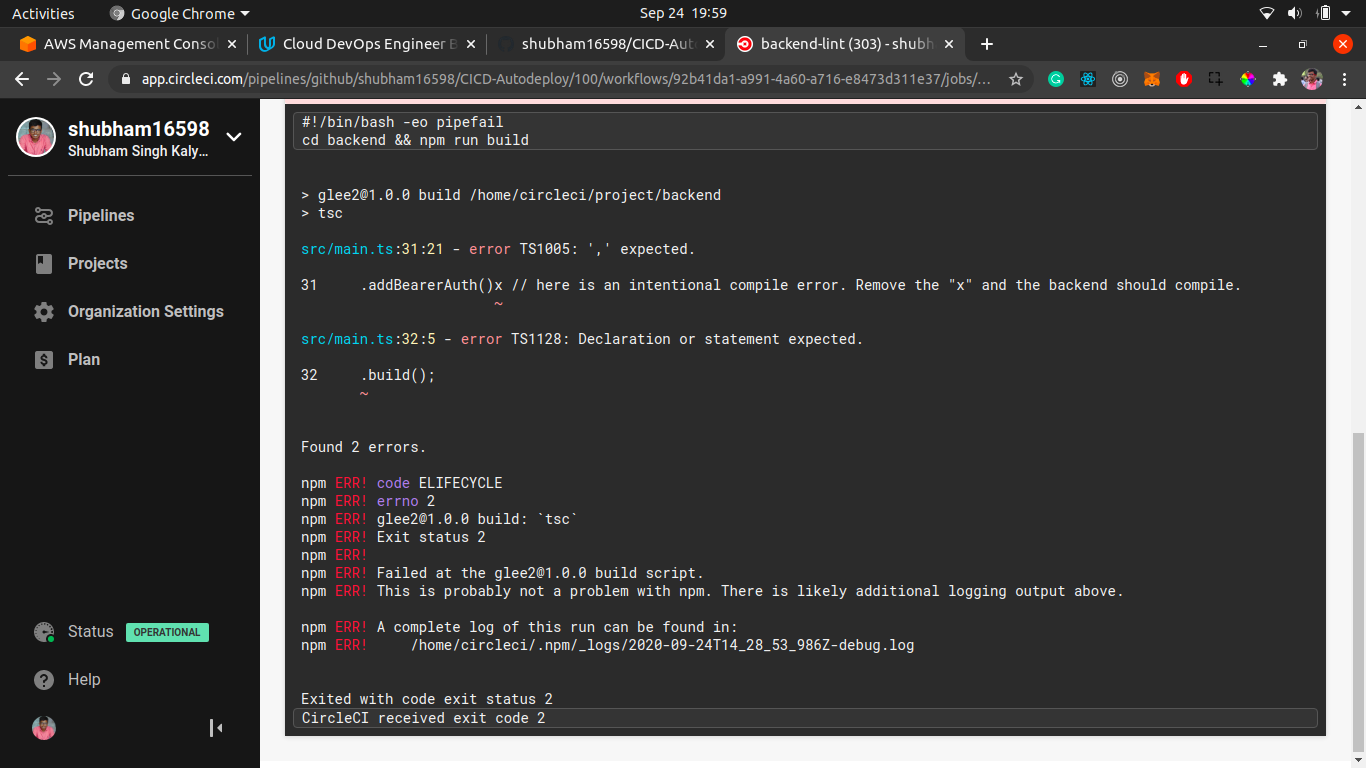 Activities
Google Chrome
Sep 24 19:59
AWS Management Conso
Cloud DevOps Engineer B
shubham16598/CICD-Aut
backend-lint (303) - shubh
app.circleci.com/pipelines/github/shubham16598/CICD-Autodeploy/100/workflows/92b41da1-a991-4a60-a716-e8473d311e37/jobs/...
shubham16598
Shubham Singh Kaly...
Pipelines
Projects
Organization Settings
Plan
Status OPERATIONAL
Help
#!/bin/bash -eo pipefail
cd backend && npm run build
> glee2@1.0.0 build /home/circleci/project/backend
> tsc
src/main.ts:31:21 - error TS1005: ',' expected.
31     .addBearerAuth()x // here is an intentional compile error. Remove the "x" and the backend should compile.
~
src/main.ts:32:5 - error TS1128: Declaration or statement expected.
32     .build();
~
Found 2 errors.
npm ERR! code ELIFECYCLE
npm ERR! errno 2
npm ERR! glee2@1.0.0 build: `tsc`
npm ERR! Exit status 2
npm ERR!
npm ERR! Failed at the glee2@1.0.0 build script.
npm ERR! This is probably not a problem with npm. There is likely additional logging output above.
npm ERR! A complete log of this run can be found in:
npm ERR!     /home/circleci/.npm/_logs/2020-09-24T14_28_53_986Z-debug.log
Exited with code exit status 2
CircleCI received exit code 2